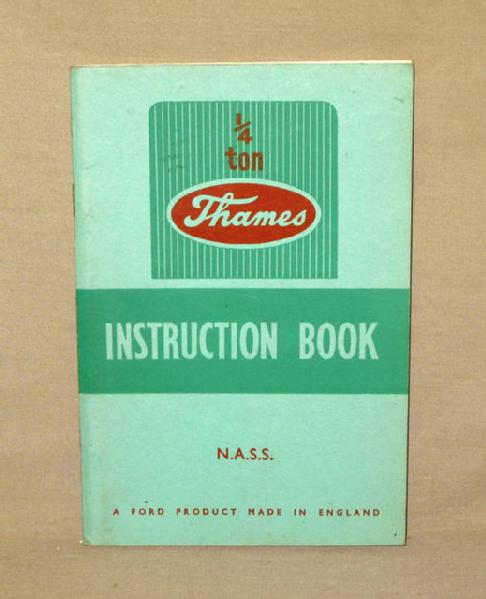 1/4
ton
Thames
INSTRUCTION BOOK
N.A.S.S.
A FORD PRODUCT MADE IN ENGLAND